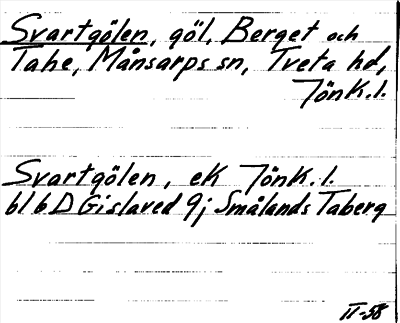 Svartgölen, göl, Berget och
Tahe, Månsarps sn, Tveta hd,
Jönk.l.
Svartgölen, ek Jönk.l.
bl 6 D Gislaved 9j Smålands Taberg
II-58